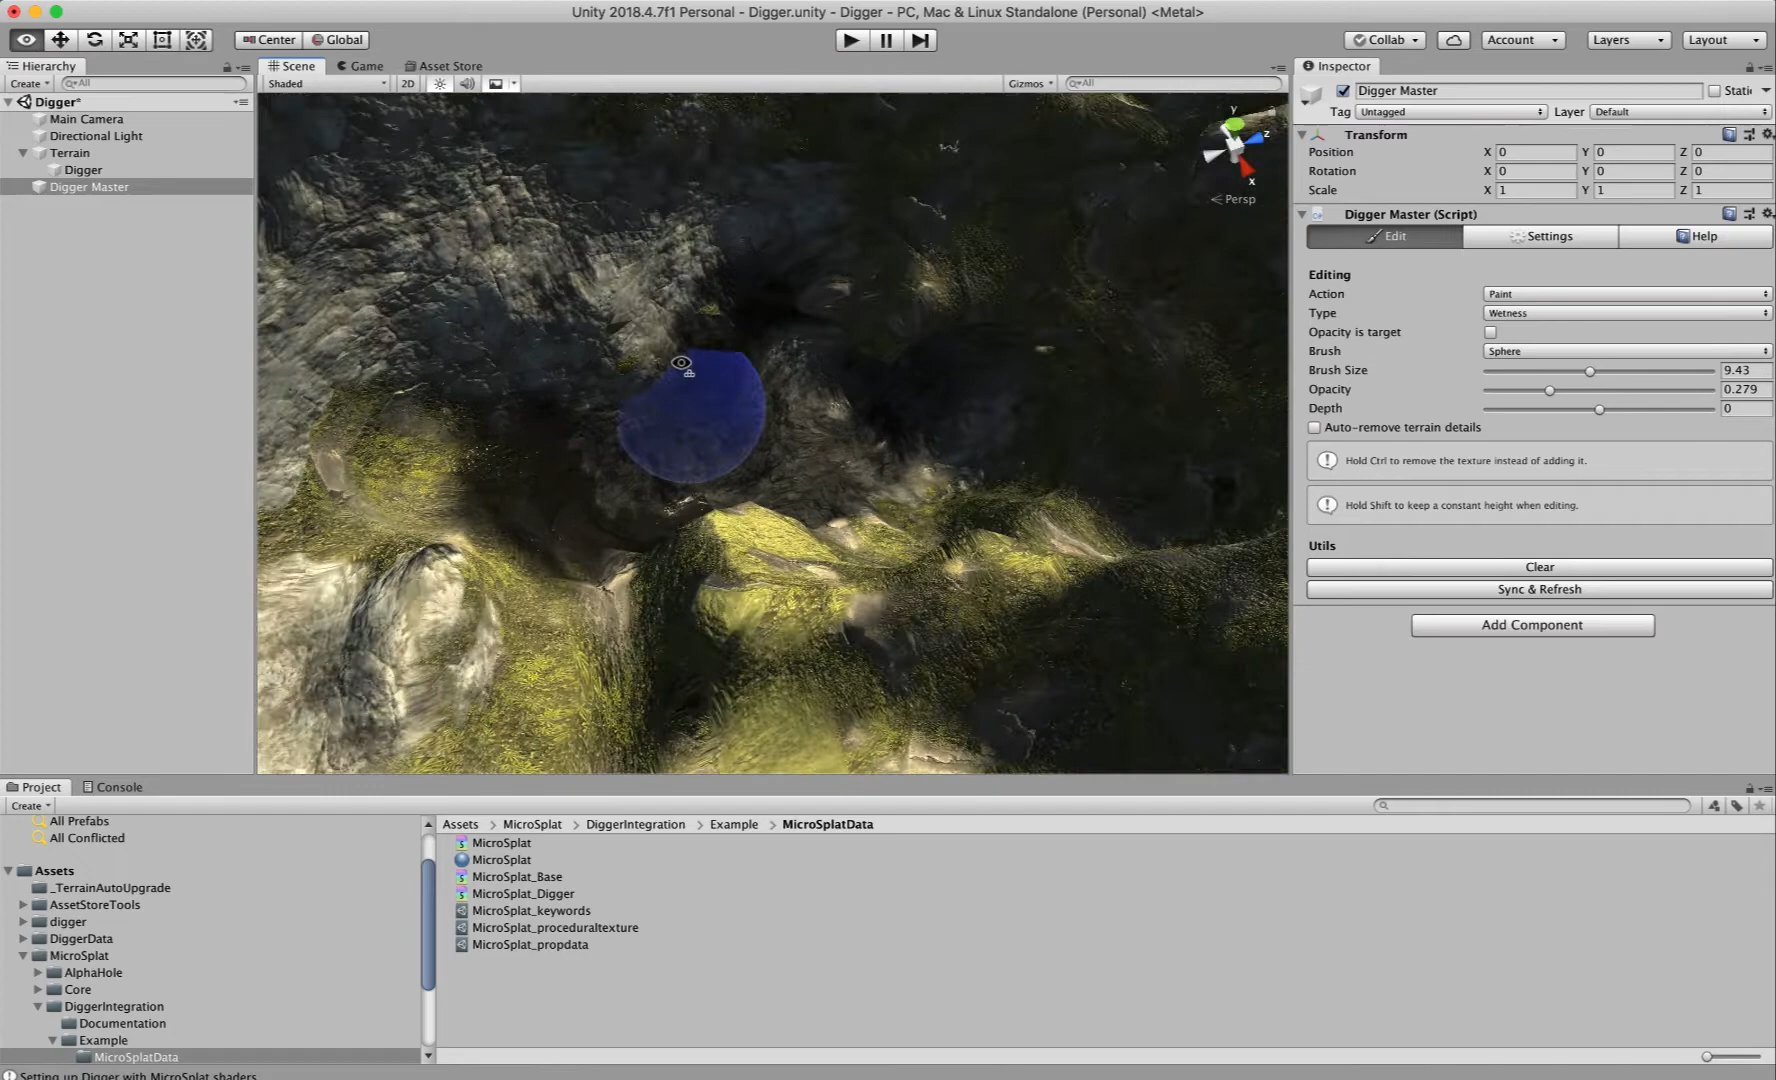 Unity 2018.4.7f1 Personal - Digger.unity - Digger - PC, Mac & Linux Standalone (Personal) <Metal>
Center Global
Collab Account Layers Layout
Hierarchy
Create All
Digger*
Main Camera
Directional Light
Terrain
Digger
Digger Master
Scene Game Asset Store
Shaded 2D Gizmos All
y
z
x
Persp
Inspector
Digger Master Static
Tag Untagged Layer Default
Transform
Position X 0 Y 0 Z 0
Rotation X 0 Y 0 Z 0
Scale X 1 Y 1 Z 1
Digger Master (Script)
Edit Settings Help
Editing
Action Paint
Type Wetness
Opacity is target
Brush Sphere
Brush Size 9.43
Opacity 0.279
Depth 0
Auto-remove terrain details
Hold Ctrl to remove the texture instead of adding it.
Hold Shift to keep a constant height when editing.
Utils
Clear
Sync & Refresh
Add Component
Project Console
Create
All Prefabs
All Conflicted
Assets
_TerrainAutoUpgrade
AssetStoreTools
digger
DiggerData
MicroSplat
AlphaHole
Core
DiggerIntegration
Documentation
Example
MicroSplatData
Assets > MicroSplat > DiggerIntegration > Example > MicroSplatData
MicroSplat
MicroSplat
MicroSplat_Base
MicroSplat_Digger
MicroSplat_keywords
MicroSplat_proceduraltexture
MicroSplat_propdata
Setting up Digger with MicroSplat shaders